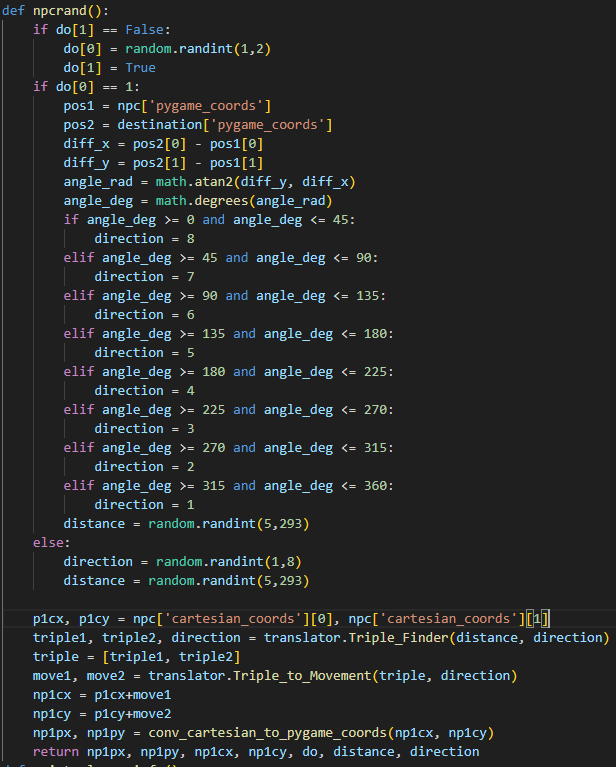 def npcrand():
    if do[1] == False:
        do[0] = random.randint(1,2)
        do[1] = True
    if do[0] == 1:
        pos1 = npc['pygame_coords']
        pos2 = destination['pygame_coords']
        diff_x = pos2[0] - pos1[0]
        diff_y = pos2[1] - pos1[1]
        angle_rad = math.atan2(diff_y, diff_x)
        angle_deg = math.degrees(angle_rad)
        if angle_deg >= 0 and angle_deg <= 45:
            direction = 8
        elif angle_deg >= 45 and angle_deg <= 90:
            direction = 7
        elif angle_deg >= 90 and angle_deg <= 135:
            direction = 6
        elif angle_deg >= 135 and angle_deg <= 180:
            direction = 5
        elif angle_deg >= 180 and angle_deg <= 225:
            direction = 4
        elif angle_deg >= 225 and angle_deg <= 270:
            direction = 3
        elif angle_deg >= 270 and angle_deg <= 315:
            direction = 2
        elif angle_deg >= 315 and angle_deg <= 360:
            direction = 1
        distance = random.randint(5,293)
    else:
        direction = random.randint(1,8)
        distance = random.randint(5,293)
    p1cx, p1cy = npc['cartesian_coords'][0], npc['cartesian_coords'][1]
    triple1, triple2, direction = translator.Triple_Finder(distance, direction)
    triple = [triple1, triple2]
    move1, move2 = translator.Triple_to_Movement(triple, direction)
    np1cx = p1cx+move1
    np1cy = p1cy+move2
    np1px, np1py = conv_cartesian_to_pygame_coords(np1cx, np1cy)
    return np1px, np1py, np1cx, np1cy, do, distance, direction